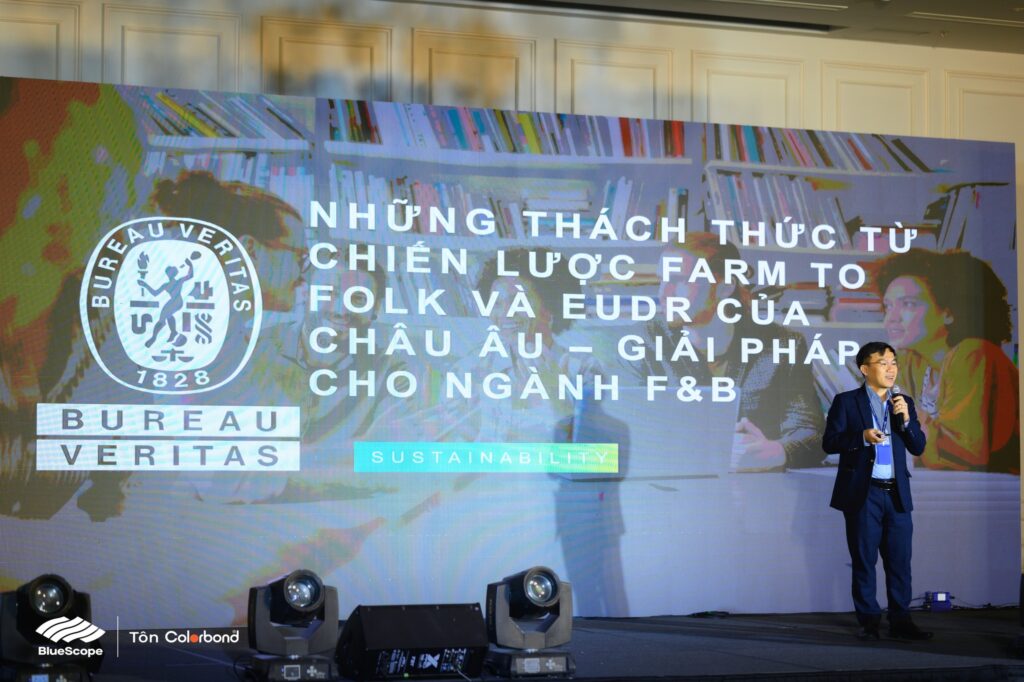 NHỮNG THÁCH THỨC TỪ
CHIẾN LƯỢC FARM TO
FOLK VÀ EUDR CỦA
CHÂU ÂU – GIẢI PHÁP
CHO NGÀNH F&B
SUSTAINABILITY
BUREAU VERITAS
1828
BUREAU
VERITAS
BlueScope
Tôn Colorbond